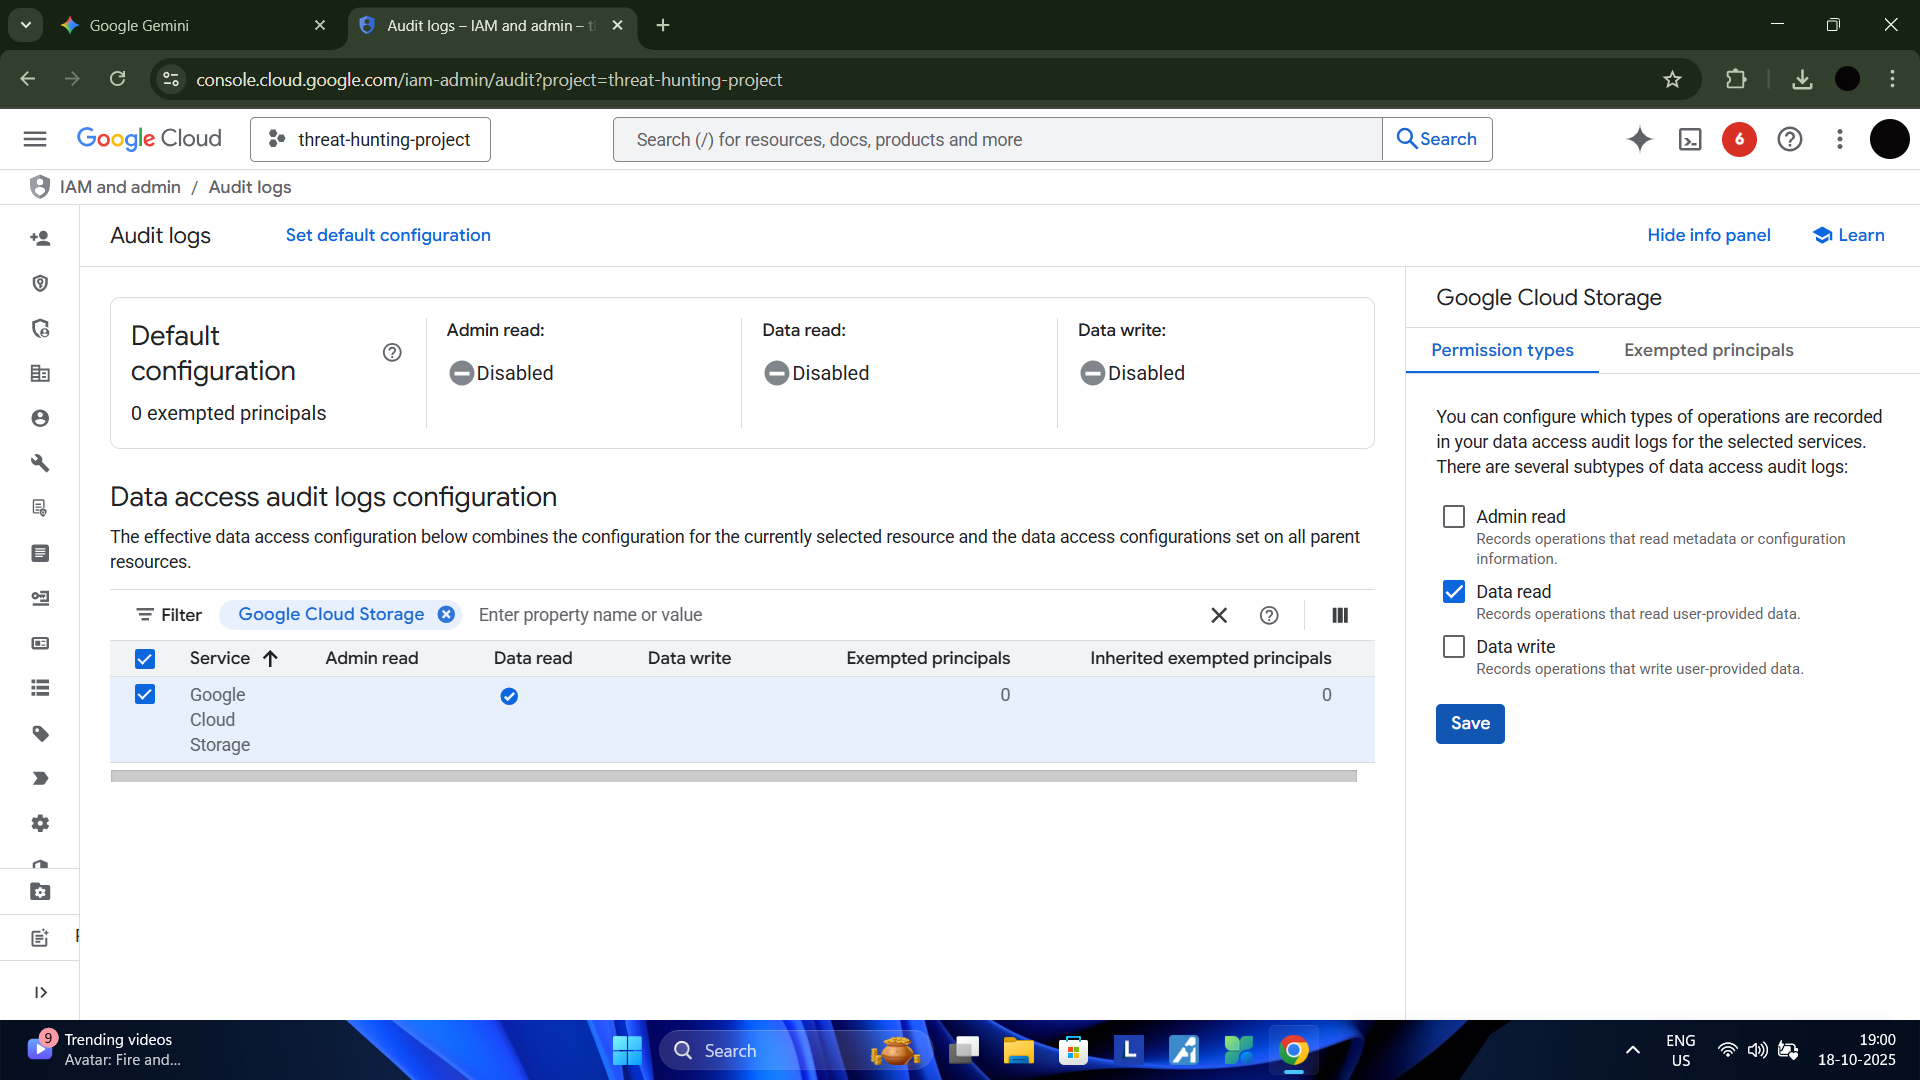 Google Gemini
Audit logs – IAM and admin – t
console.cloud.google.com/iam-admin/audit?project=threat-hunting-project
Google Cloud
threat-hunting-project
Search (/) for resources, docs, products and more
Search
6
IAM and admin / Audit logs
Audit logs
Set default configuration
Hide info panel
Learn
Default
configuration
0 exempted principals
Admin read:
Disabled
Data read:
Disabled
Data write:
Disabled
Data access audit logs configuration
The effective data access configuration below combines the configuration for the currently selected resource and the data access configurations set on all parent
resources.
Filter
Google Cloud Storage
Enter property name or value
Service Admin read Data read Data write Exempted principals Inherited exempted principals
Google
Cloud
Storage
0 0
Google Cloud Storage
Permission types
Exempted principals
You can configure which types of operations are recorded
in your data access audit logs for the selected services.
There are several subtypes of data access audit logs:
Admin read
Records operations that read metadata or configuration
information.
Data read
Records operations that read user-provided data.
Data write
Records operations that write user-provided data.
Save
9
Trending videos
Avatar: Fire and...
Search
L
ENG
US
19:00
18-10-2025